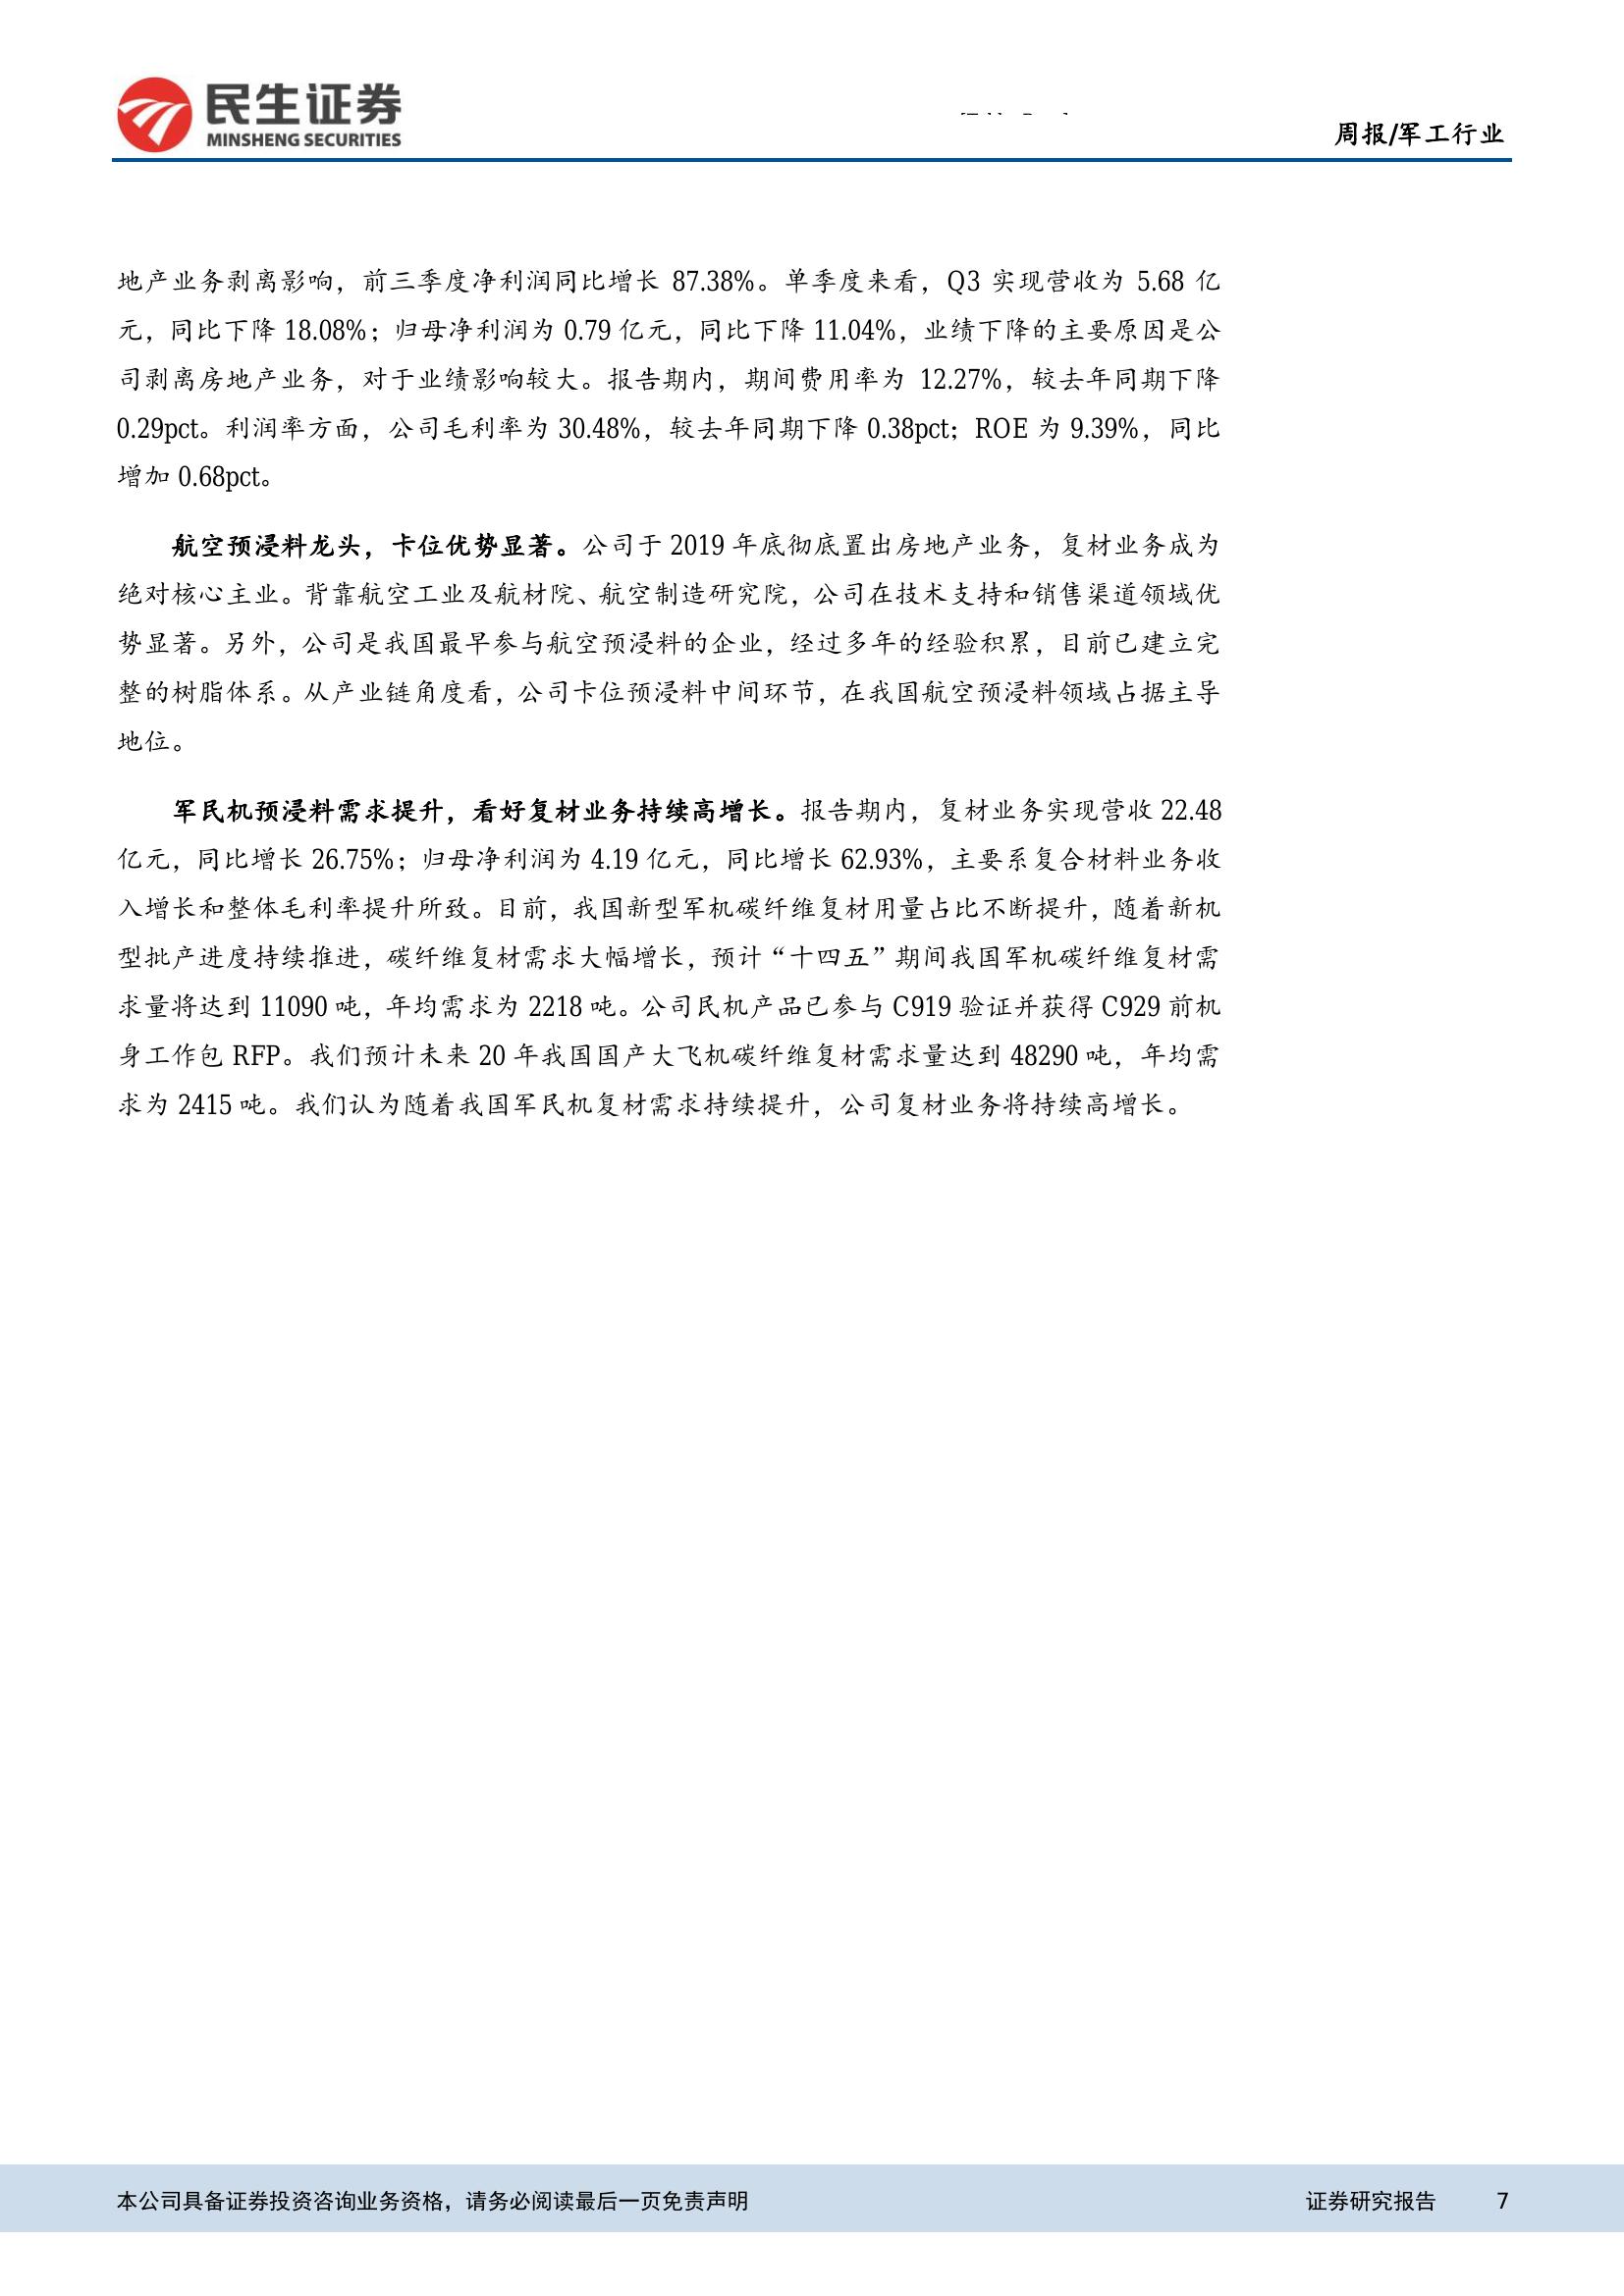 民生证券
MINSHENG SECURITIES
周报/军工行业
地产业务剥离影响，前三季度净利润同比增长 87.38%。单季度来看，Q3 实现营收为 5.68 亿
元，同比下降 18.08%；归母净利润为 0.79 亿元，同比下降 11.04%，业绩下降的主要原因是公
司剥离房地产业务，对于业绩影响较大。报告期内，期间费用率为 12.27%，较去年同期下降
0.29pct。利润率方面，公司毛利率为 30.48%，较去年同期下降 0.38pct；ROE 为 9.39%，同比
增加 0.68pct。
航空预浸料龙头，卡位优势显著。公司于 2019 年底彻底置出房地产业务，复材业务成为
绝对核心主业。背靠航空工业及航材院、航空制造研究院，公司在技术支持和销售渠道领域优
势显著。另外，公司是我国最早参与航空预浸料的企业，经过多年的经验积累，目前已建立完
整的树脂体系。从产业链角度看，公司卡位预浸料中间环节，在我国航空预浸料领域占据主导
地位。
军民机预浸料需求提升，看好复材业务持续高增长。报告期内，复材业务实现营收 22.48
亿元，同比增长 26.75%；归母净利润为 4.19 亿元，同比增长 62.93%，主要系复合材料业务收
入增长和整体毛利率提升所致。目前，我国新型军机碳纤维复材用量占比不断提升，随着新机
型批产进度持续推进，碳纤维复材需求大幅增长，预计“十四五”期间我国军机碳纤维复材需
求量将达到 11090 吨，年均需求为 2218 吨。公司民机产品已参与 C919 验证并获得 C929 前机
身工作包 RFP。我们预计未来 20 年我国国产大飞机碳纤维复材需求量达到 48290 吨，年均需
求为 2415 吨。我们认为随着我国军民机复材需求持续提升，公司复材业务将持续高增长。
本公司具备证券投资咨询业务资格，请务必阅读最后一页免责声明
证券研究报告 7